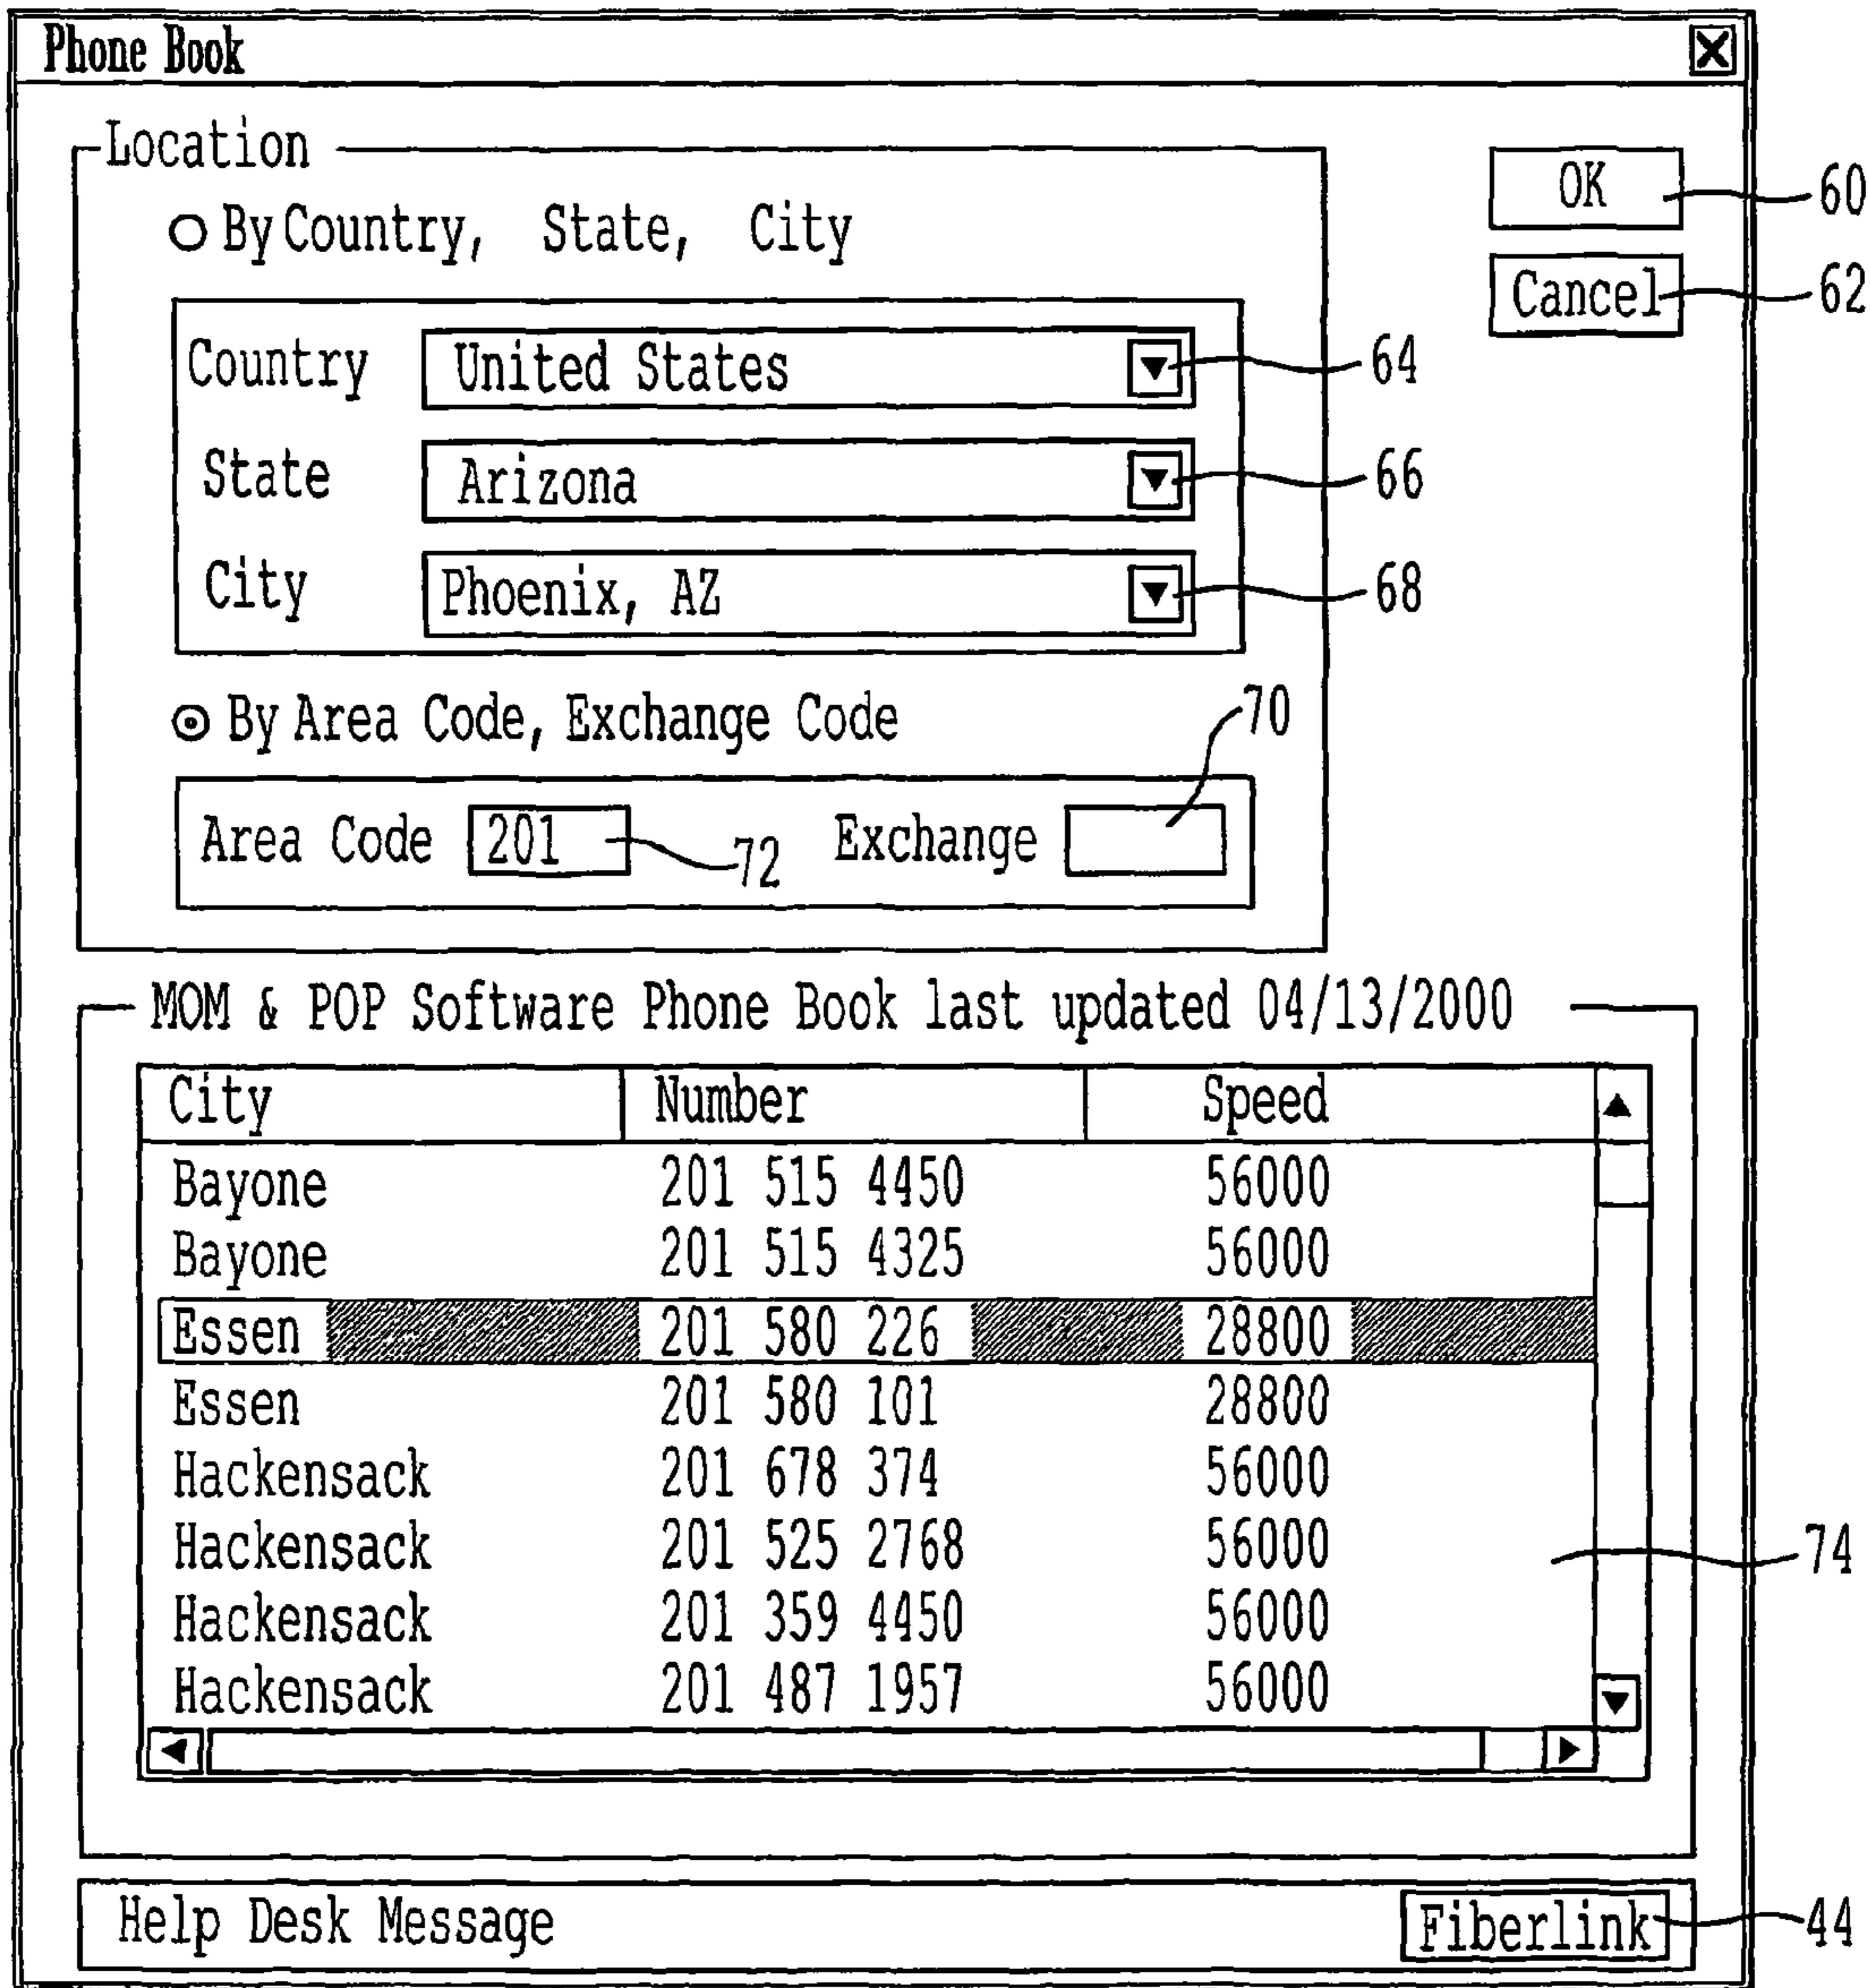 Phone Book
Location
By Country, State, City
OK
60
Cancel
62
Country United States
64
State Arizona
66
City Phoenix, AZ
68
By Area Code, Exchange Code
70
Area Code 201 72 Exchange
MOM & POP Software Phone Book last updated 04/13/2000
City Number Speed
Bayone 201 515 4450 56000
Bayone 201 515 4325 56000
Essen 201 580 226 28800
Essen 201 580 101 28800
Hackensack 201 678 374 56000
Hackensack 201 525 2768 56000
74
Hackensack 201 359 4450 56000
Hackensack 201 487 1957 56000
Help Desk Message Fiberlink 44